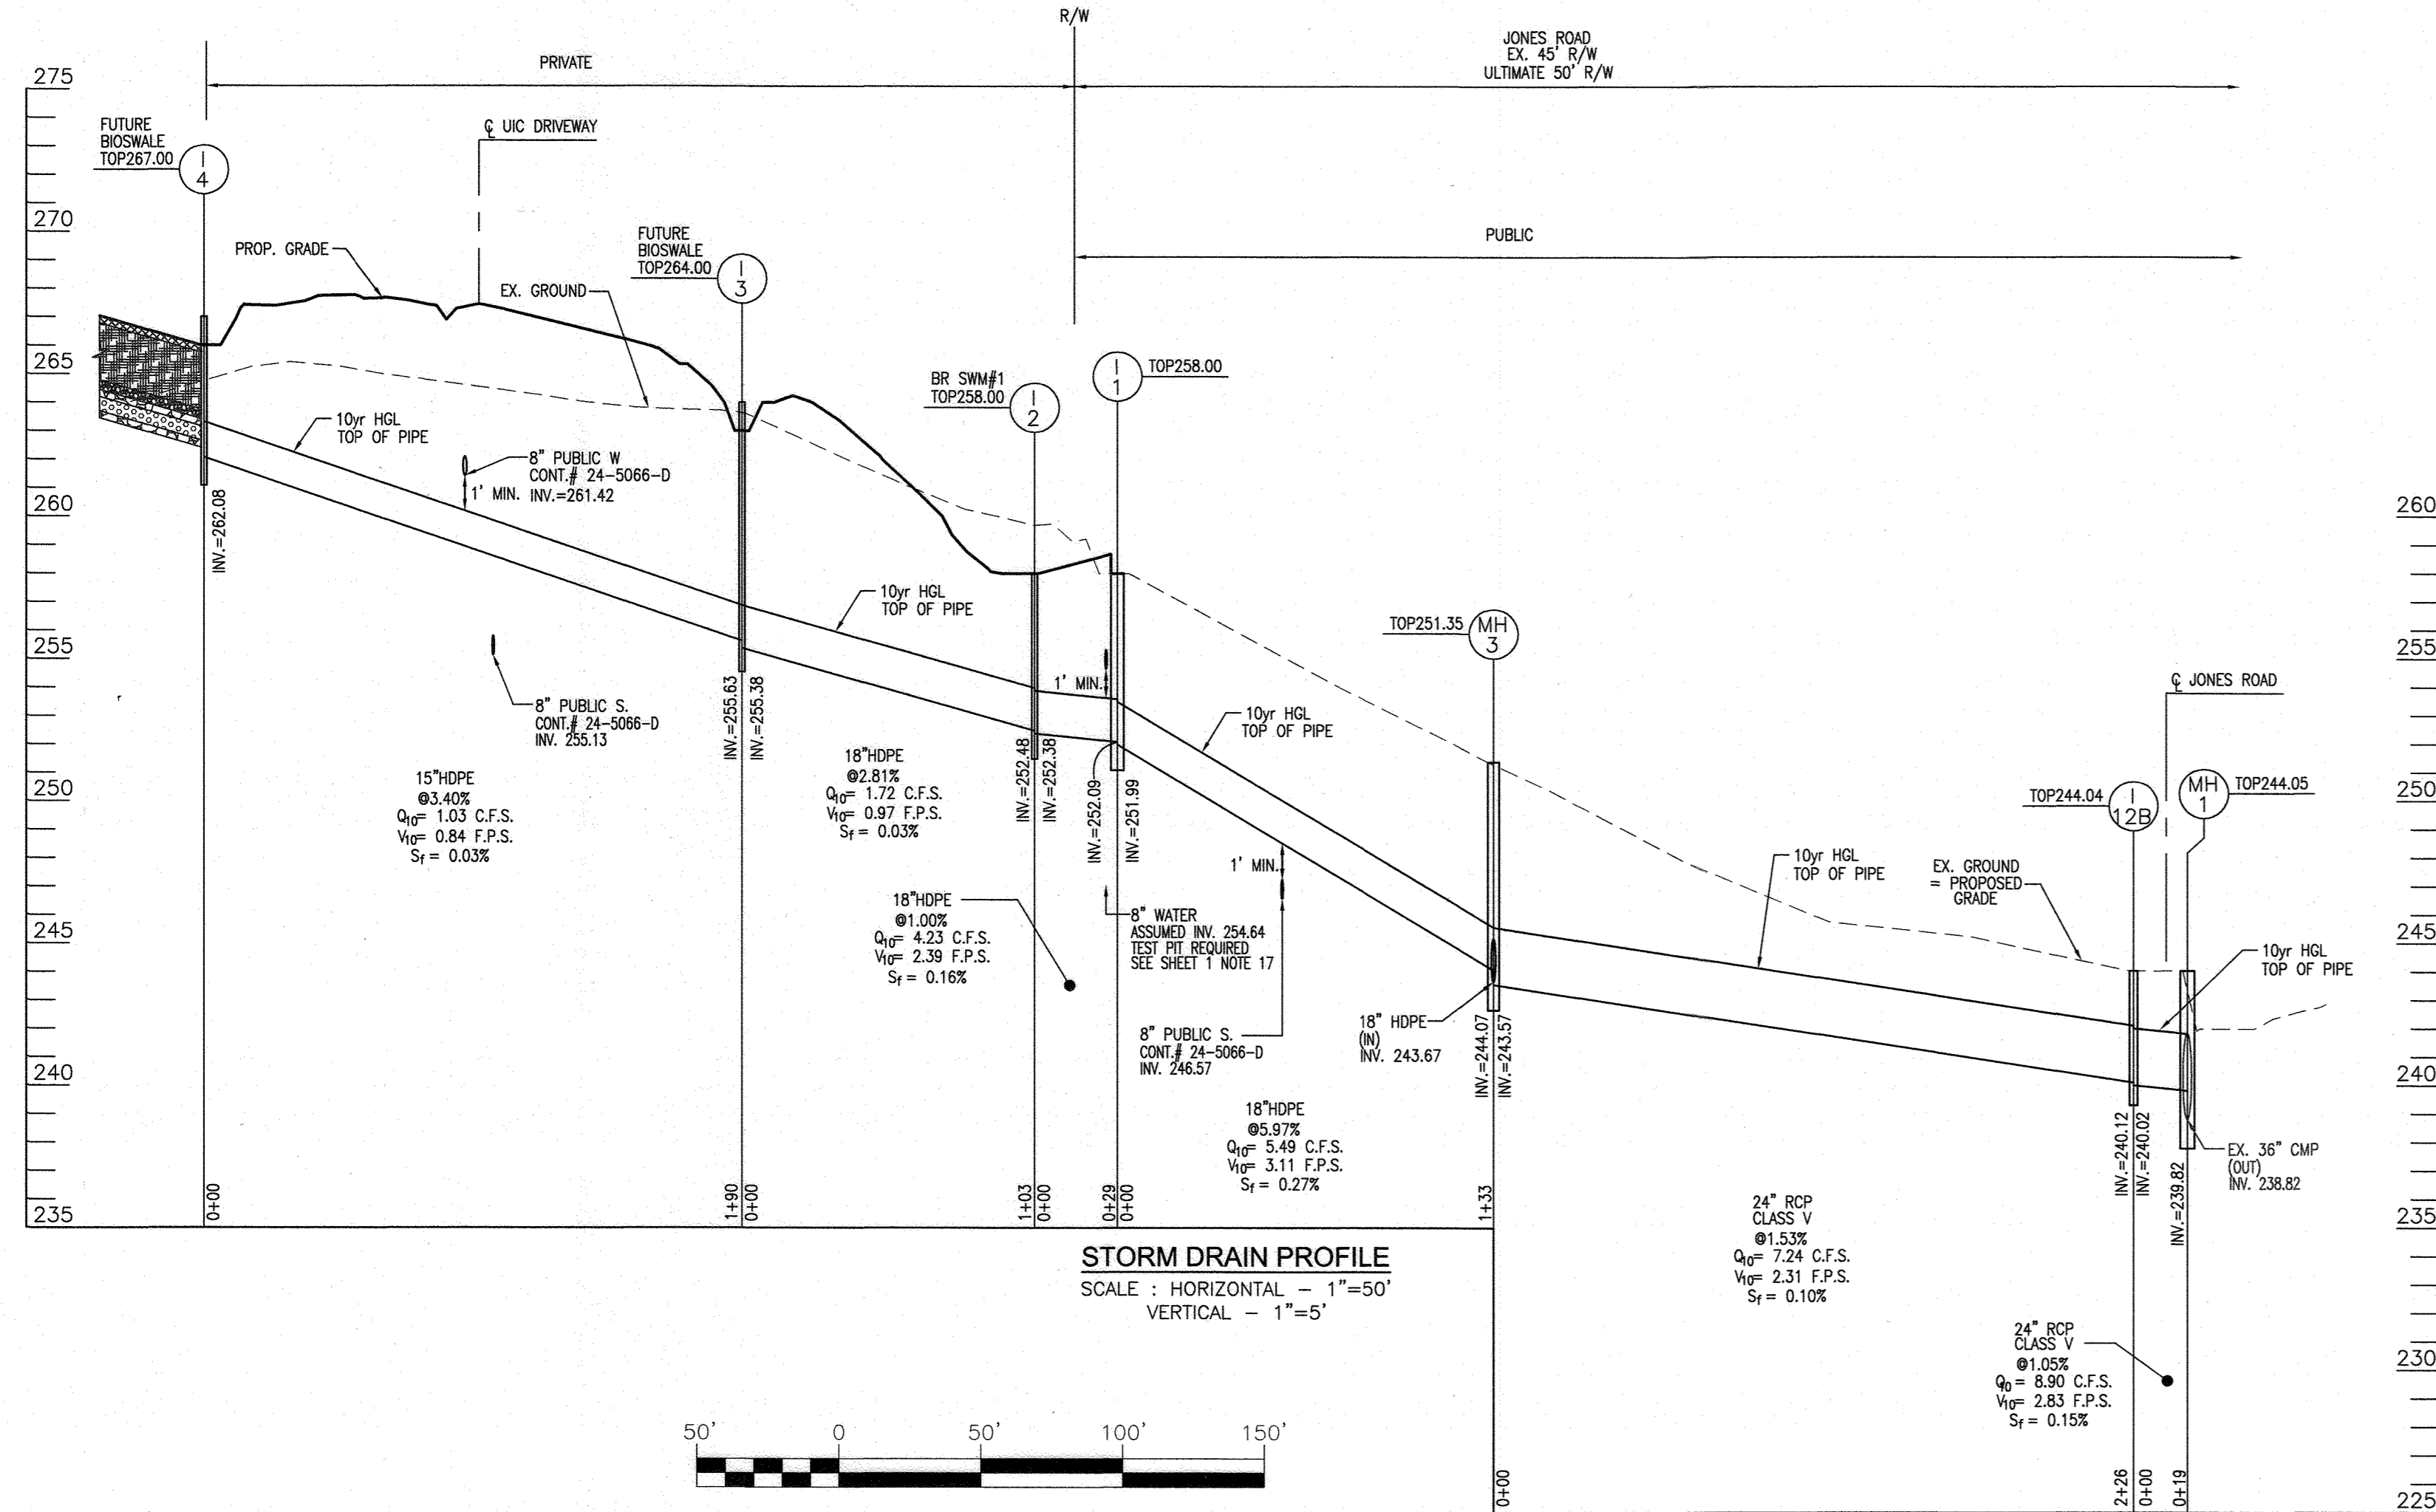 R/W
PRIVATE
JONES ROAD
EX. 45' R/W
ULTIMATE 50' R/W
275
FUTURE
BIOSWALE
TOP267.00
I
4
℄ UIC DRIVEWAY
270
PROP. GRADE
FUTURE
BIOSWALE
TOP264.00
I
3
PUBLIC
EX. GROUND
265
BR SWM#1
TOP258.00
I
2
I
1
TOP258.00
10yr HGL
TOP OF PIPE
8" PUBLIC W
CONT.# 24-5066-D
INV.=261.42
1' MIN.
260
260
INV.=262.08
10yr HGL
TOP OF PIPE
TOP251.35
MH
3
255
255
8" PUBLIC S.
CONT.# 24-5066-D
INV. 255.13
INV.=255.63
INV.=255.38
1' MIN.
10yr HGL
TOP OF PIPE
℄ JONES ROAD
15"HDPE
@3.40%
Q10= 1.03 C.F.S.
V10= 0.84 F.P.S.
Sf = 0.03%
18"HDPE
@2.81%
Q10= 1.72 C.F.S.
V10= 0.97 F.P.S.
Sf = 0.03%
INV.=252.48
INV.=252.38
INV.=252.09
INV.=251.99
250
250
TOP244.04
I
12B
MH
1
TOP244.05
1' MIN.
10yr HGL
TOP OF PIPE
EX. GROUND
= PROPOSED
GRADE
18"HDPE
@1.00%
Q10= 4.23 C.F.S.
V10= 2.39 F.P.S.
Sf = 0.16%
8" WATER
ASSUMED INV. 254.64
TEST PIT REQUIRED
SEE SHEET 1 NOTE 17
245
245
10yr HGL
TOP OF PIPE
8" PUBLIC S.
CONT.# 24-5066-D
INV. 246.57
18" HDPE
(IN)
INV. 243.67
INV.=244.07
INV.=243.57
240
240
18"HDPE
@5.97%
Q10= 5.49 C.F.S.
V10= 3.11 F.P.S.
Sf = 0.27%
INV.=240.12
INV.=240.02
INV.=239.82
EX. 36" CMP
(OUT)
INV. 238.82
235
0+00
1+90
0+00
1+03
0+00
0+29
0+00
1+33
235
24" RCP
CLASS V
@1.53%
Q10= 7.24 C.F.S.
V10= 2.31 F.P.S.
Sf = 0.10%
STORM DRAIN PROFILE
SCALE : HORIZONTAL – 1"=50'
VERTICAL – 1"=5'
24" RCP
CLASS V
@1.05%
Q10 = 8.90 C.F.S.
V10= 2.83 F.P.S.
Sf = 0.15%
230
50'
0
50'
100'
150'
0+00
2+26
0+00
0+19
225